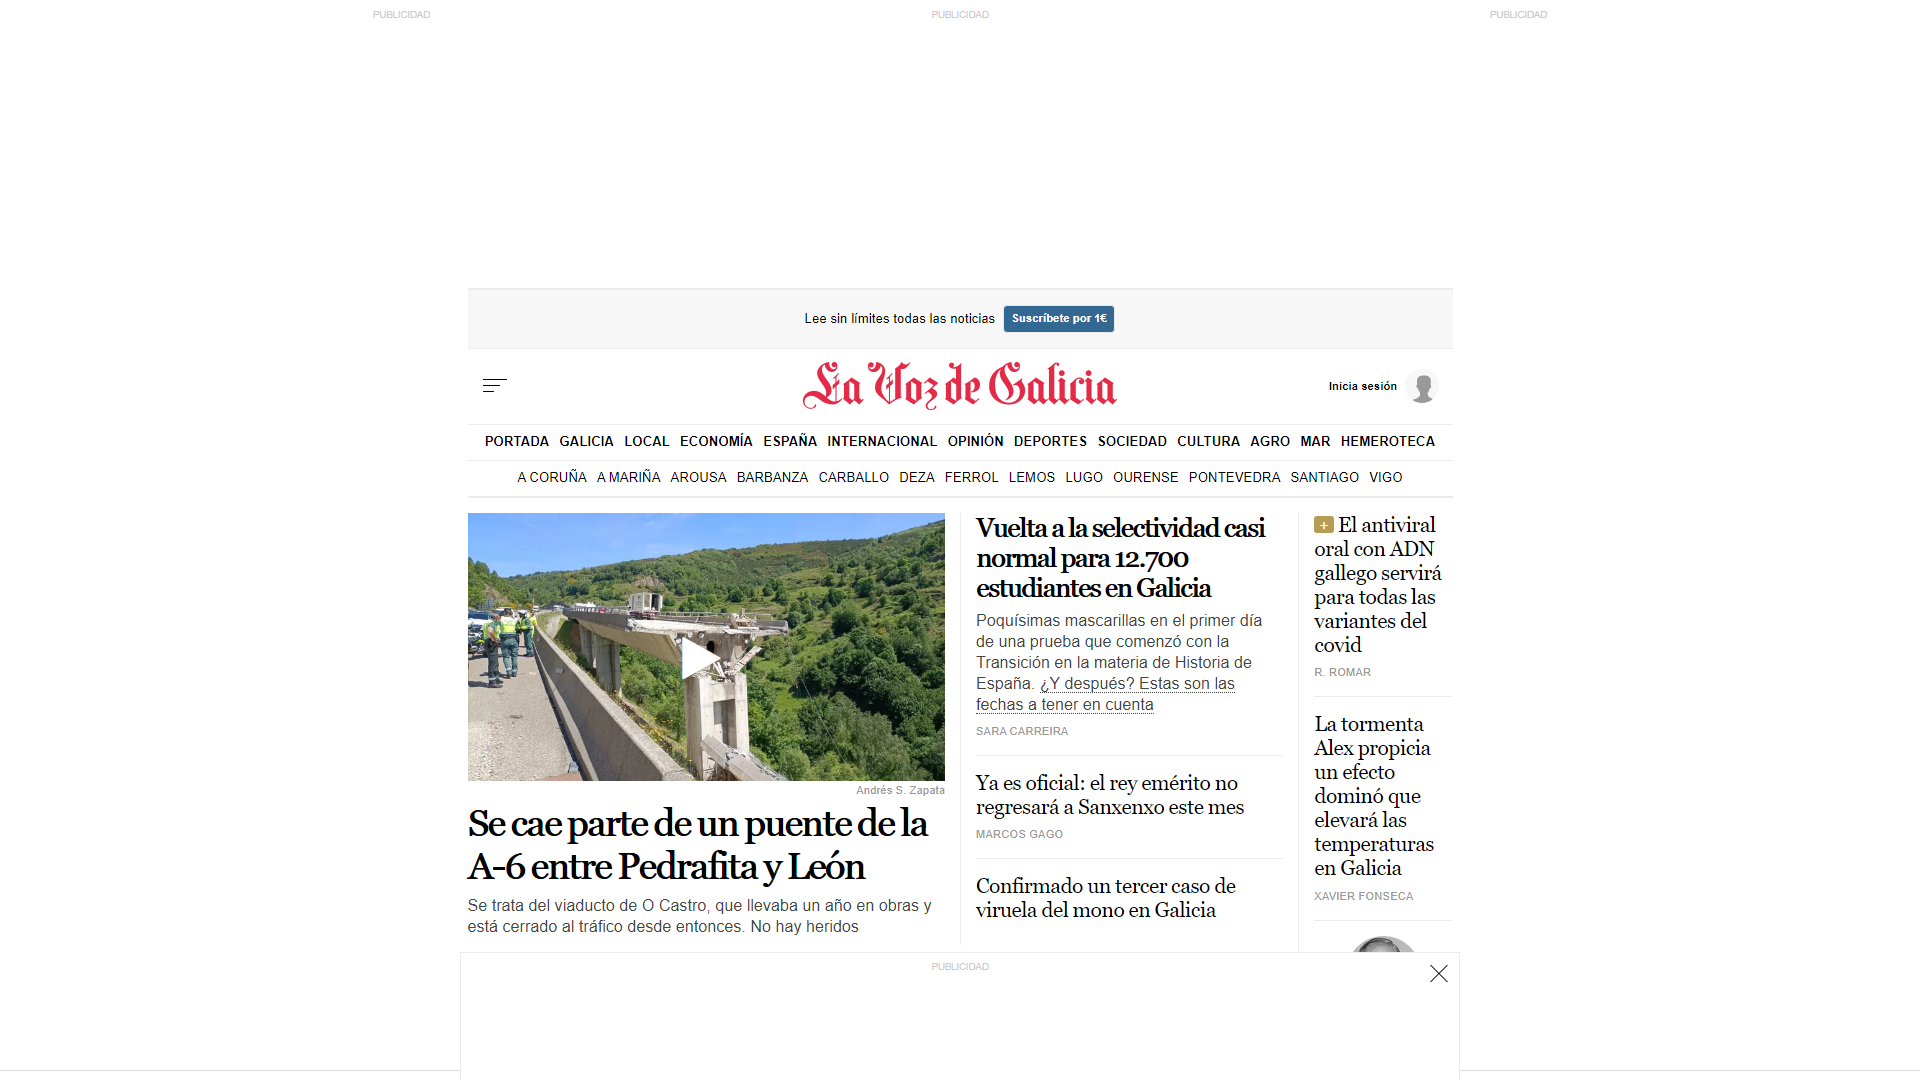 PUBLICIDAD PUBLICIDAD PUBLICIDAD
Lee sin límites todas las noticias Suscríbete por 1€
La Voz de Galicia
Inicia sesión
PORTADA GALICIA LOCAL ECONOMÍA ESPAÑA INTERNACIONAL OPINIÓN DEPORTES SOCIEDAD CULTURA AGRO MAR HEMEROTECA
A CORUÑA A MARIÑA AROUSA BARBANZA CARBALLO DEZA FERROL LEMOS LUGO OURENSE PONTEVEDRA SANTIAGO VIGO
Andrés S. Zapata
Se cae parte de un puente de la
A-6 entre Pedrafita y León
Se trata del viaducto de O Castro, que llevaba un año en obras y
está cerrado al tráfico desde entonces. No hay heridos
Vuelta a la selectividad casi
normal para 12.700
estudiantes en Galicia
Poquísimas mascarillas en el primer día
de una prueba que comenzó con la
Transición en la materia de Historia de
España. ¿Y después? Estas son las
fechas a tener en cuenta
SARA CARREIRA
Ya es oficial: el rey emérito no
regresará a Sanxenxo este mes
MARCOS GAGO
Confirmado un tercer caso de
viruela del mono en Galicia
+ El antiviral
oral con ADN
gallego servirá
para todas las
variantes del
covid
R. ROMAR
La tormenta
Alex propicia
un efecto
dominó que
elevará las
temperaturas
en Galicia
XAVIER FONSECA
PUBLICIDAD